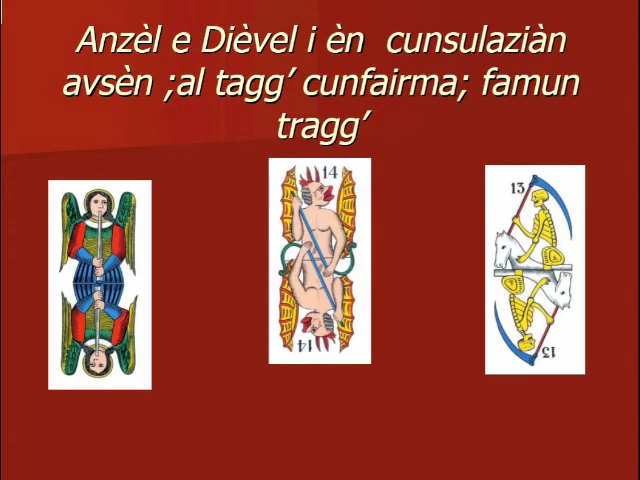 Anzèl e Dièvel i èn  cunsulaziàn
avsèn ;al tagg’ cunfairma; famun
tragg’
14
13
14
13